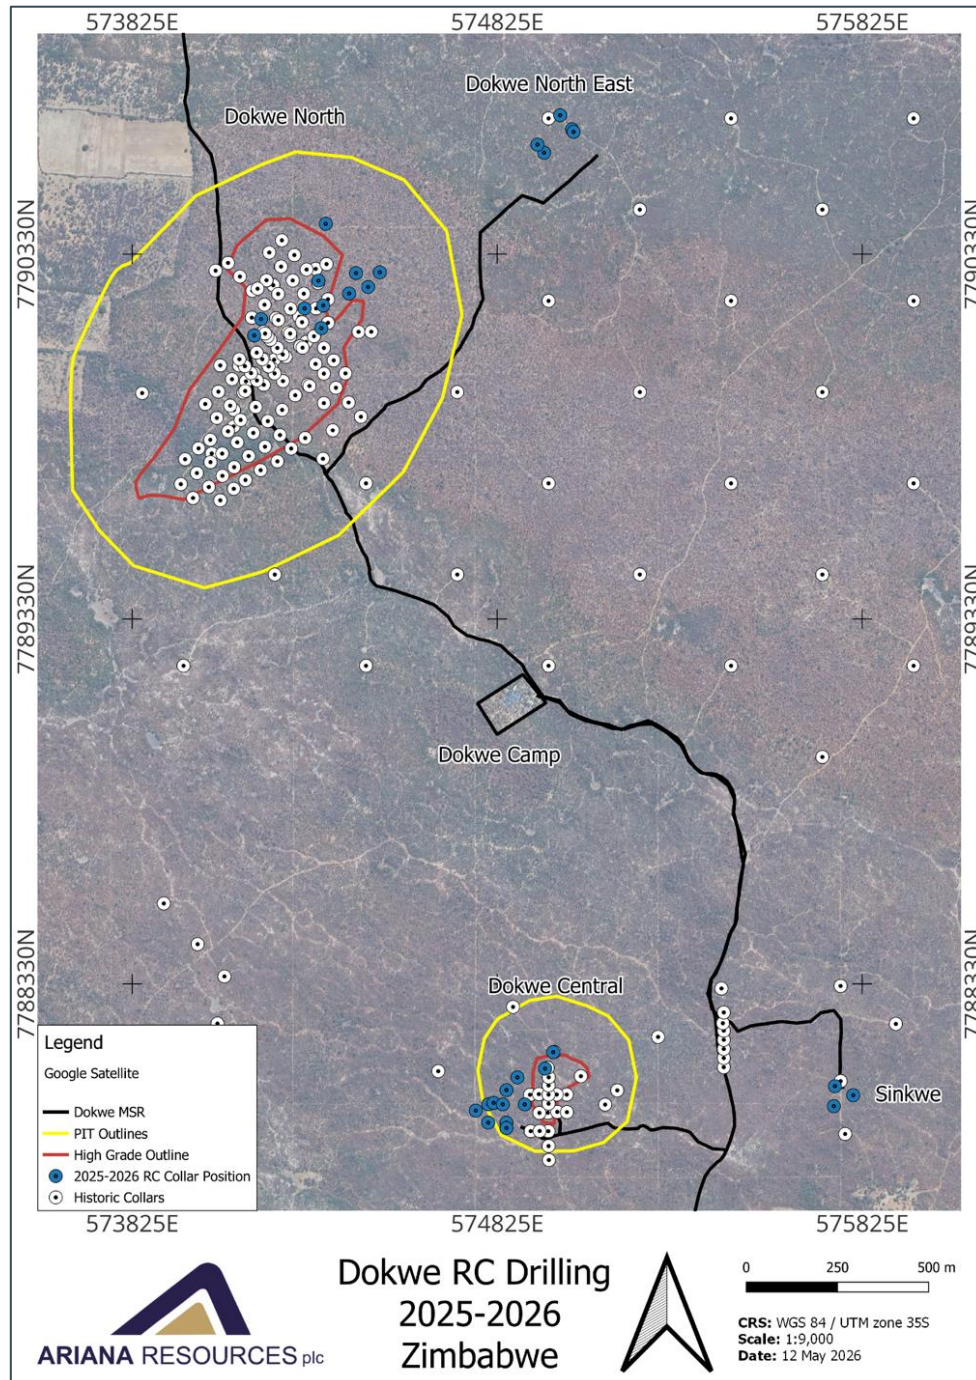 573825E 574825E 575825E
Dokwe North East
Dokwe North
7790330N 7790330N
7789330N 7789330N
Dokwe Camp
7788330N 7788330N
Dokwe Central
Sinkwe
Legend
Google Satellite
Dokwe MSR
PIT Outlines
High Grade Outline
2025-2026 RC Collar Position
Historic Collars
573825E 574825E 575825E
ARIANA RESOURCES plc
Dokwe RC Drilling
2025-2026
Zimbabwe
0 250 500 m
CRS: WGS 84 / UTM zone 35S
Scale: 1:9,000
Date: 12 May 2026